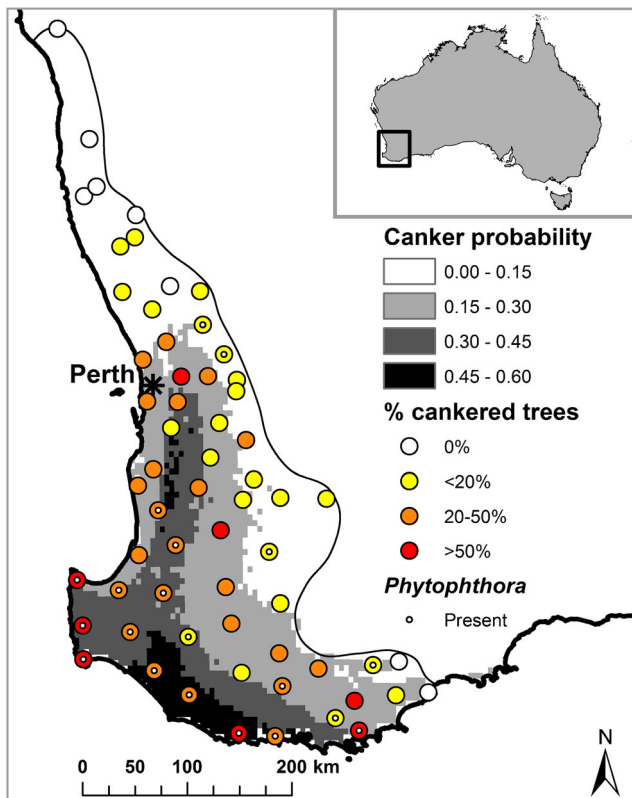 Canker probability
0.00 - 0.15
0.15 - 0.30
0.30 - 0.45
0.45 - 0.60
% cankered trees
0%
<20%
20-50%
>50%
Phytophthora
Present
Perth
N
0 50 100 200 km